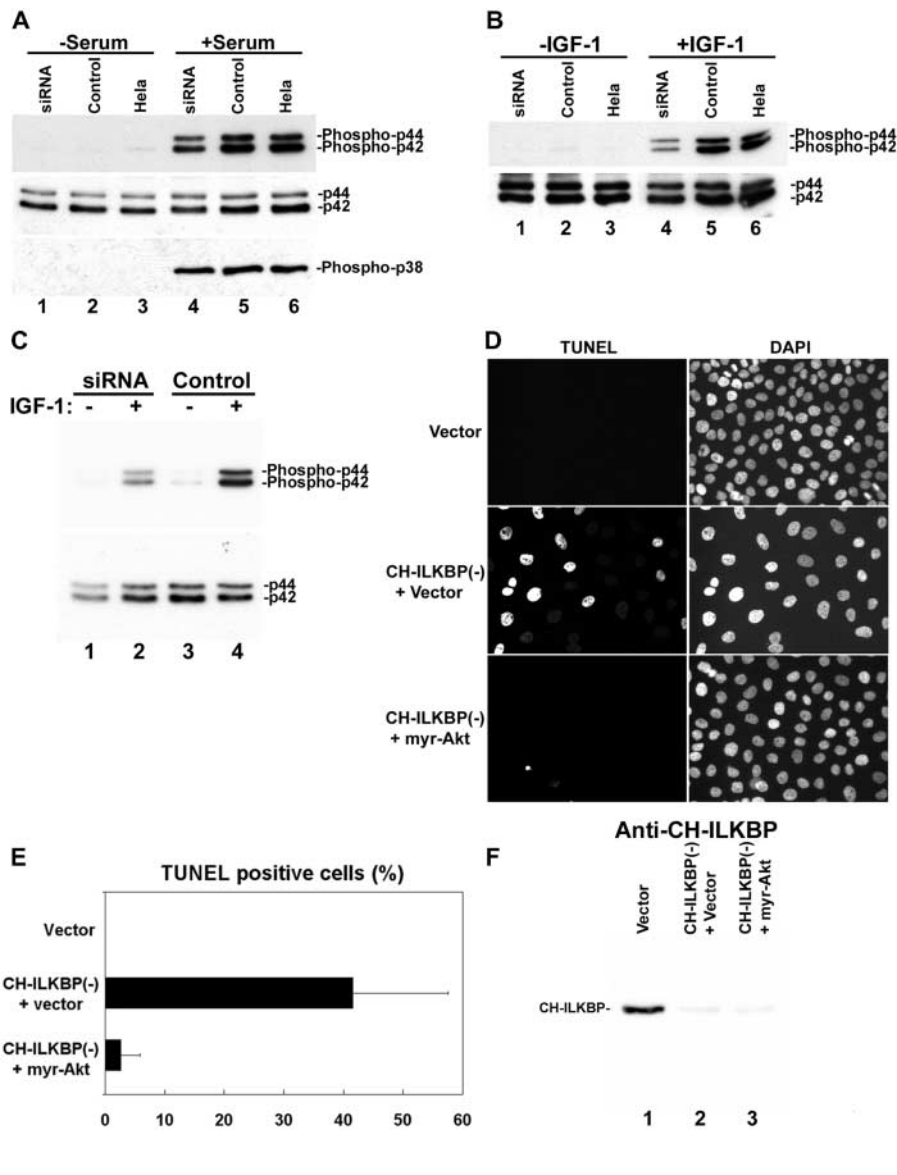 A
-Serum +Serum
siRNA Control Hela siRNA Control Hela
-Phospho-p44
-Phospho-p42
-p44
-p42
-Phospho-p38
1 2 3 4 5 6
B
-IGF-1 +IGF-1
siRNA Control Hela siRNA Control Hela
-Phospho-p44
-Phospho-p42
-p44
-p42
1 2 3 4 5 6
C
siRNA Control
IGF-1: - + - +
-Phospho-p44
-Phospho-p42
-p44
-p42
1 2 3 4
D
TUNEL DAPI
Vector
CH-ILKBP(-)
+ Vector
CH-ILKBP(-)
+ myr-Akt
E
TUNEL positive cells (%)
Vector
CH-ILKBP(-)
+ vector
CH-ILKBP(-)
+ myr-Akt
0 10 20 30 40 50 60
F
Anti-CH-ILKBP
Vector
CH-ILKBP(-)
+ Vector
CH-ILKBP(-)
+ myr-Akt
CH-ILKBP-
1 2 3